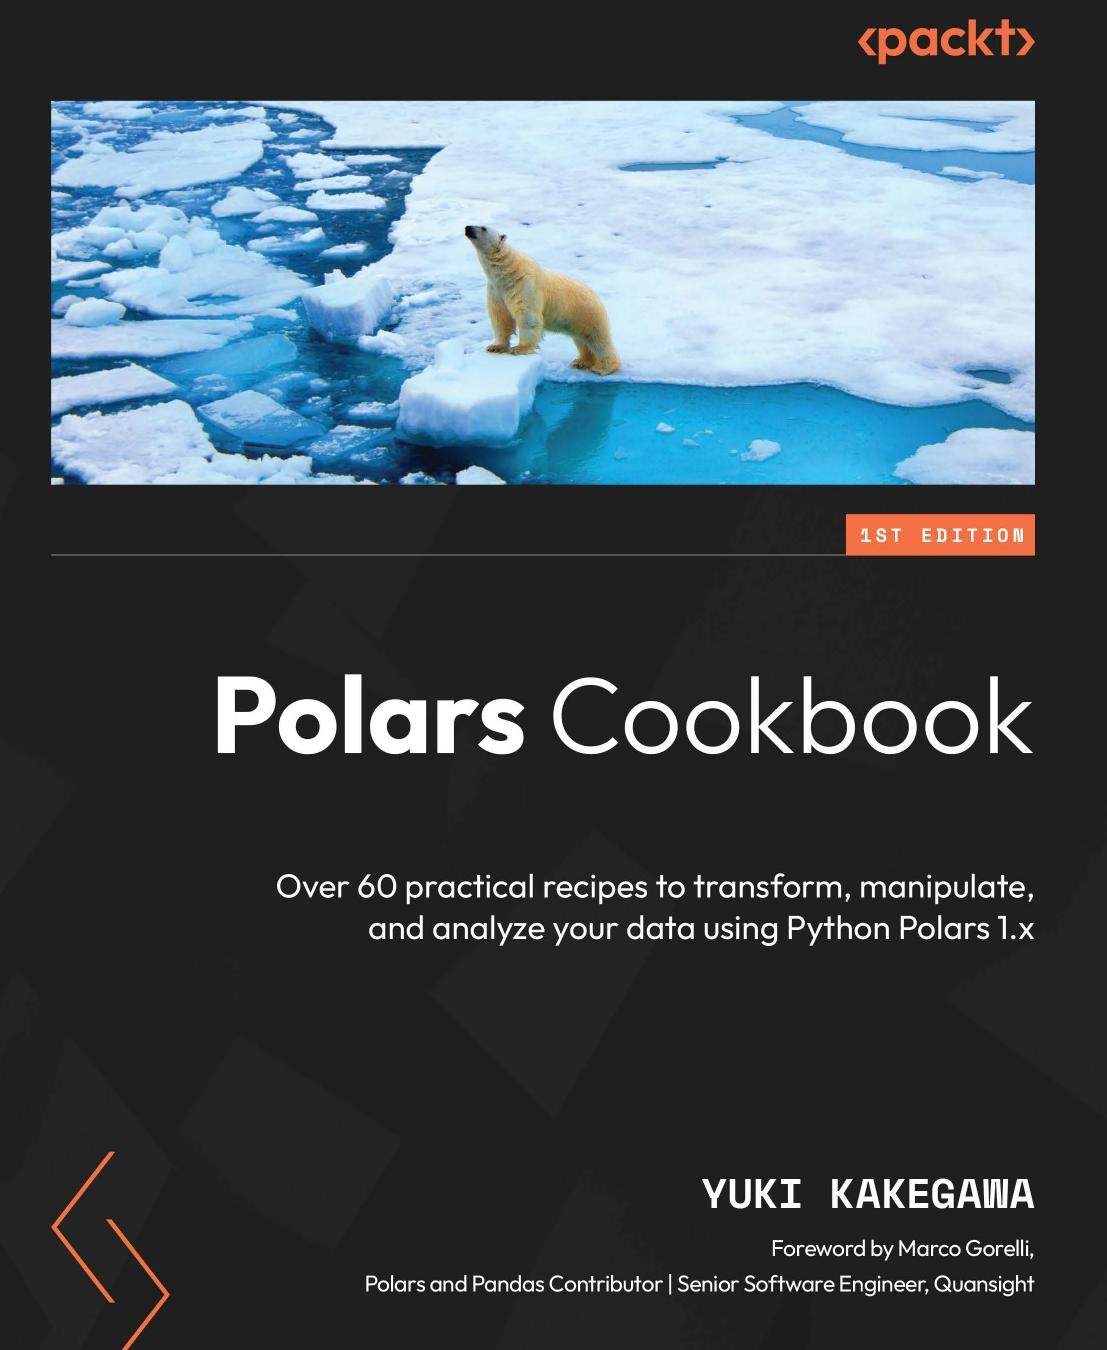 <packt>
1ST EDITION
Polars Cookbook
Over 60 practical recipes to transform, manipulate,
and analyze your data using Python Polars 1.x
YUKI KAKEGAWA
Foreword by Marco Gorelli,
Polars and Pandas Contributor | Senior Software Engineer, Quansight